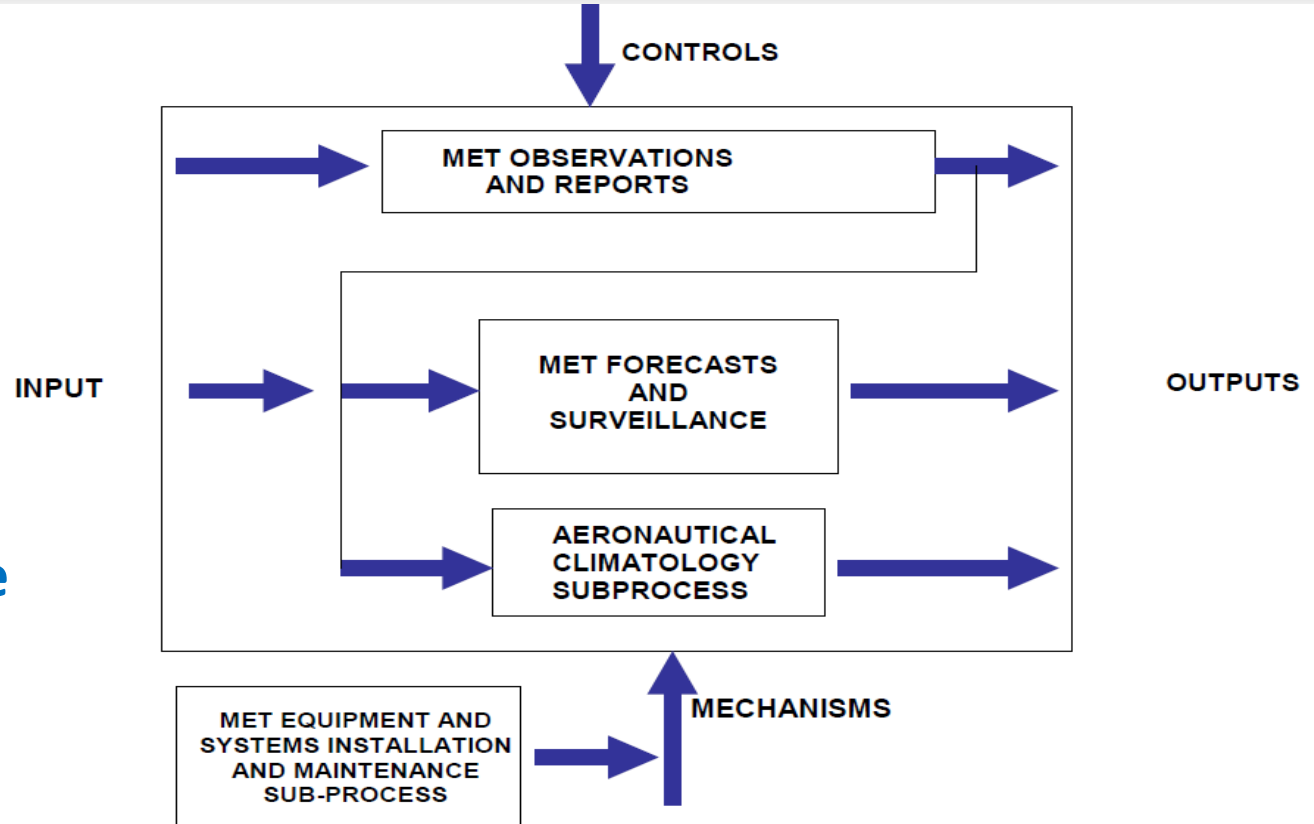 CONTROLS
MET OBSERVATIONS
AND REPORTS
INPUT
MET FORECASTS
AND
SURVEILLANCE
OUTPUTS
AERONAUTICAL
CLIMATOLOGY
SUBPROCESS
e
MECHANISMS
MET EQUIPMENT AND
SYSTEMS INSTALLATION
AND MAINTENANCE
SUB-PROCESS